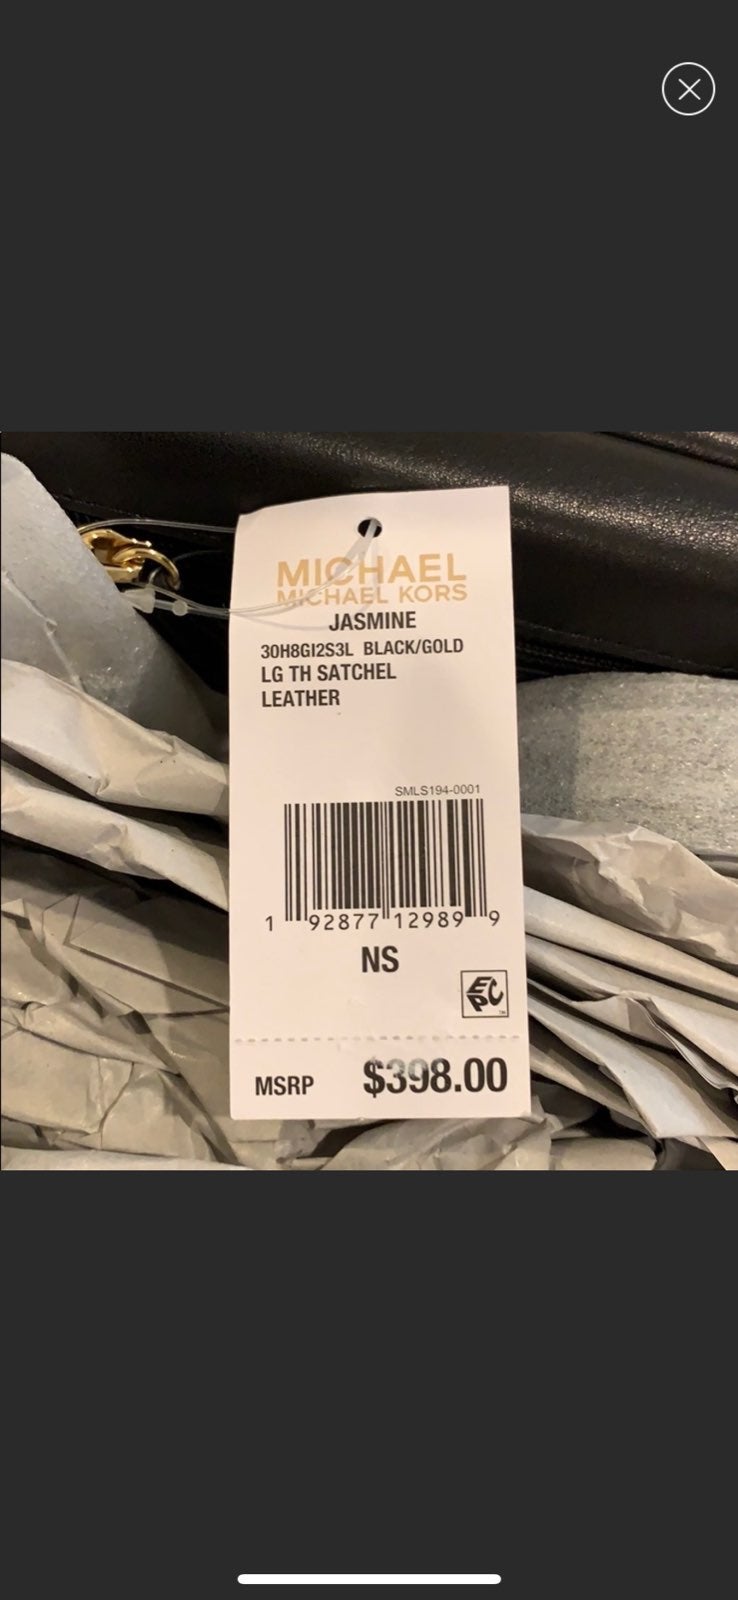 MICHAEL
MICHAEL KORS
JASMINE
30H8GI2S3L BLACK/GOLD
LG TH SATCHEL
LEATHER
SMLS194-0001
1 92877 12989 9
NS
EPC
TM
MSRP $398.00